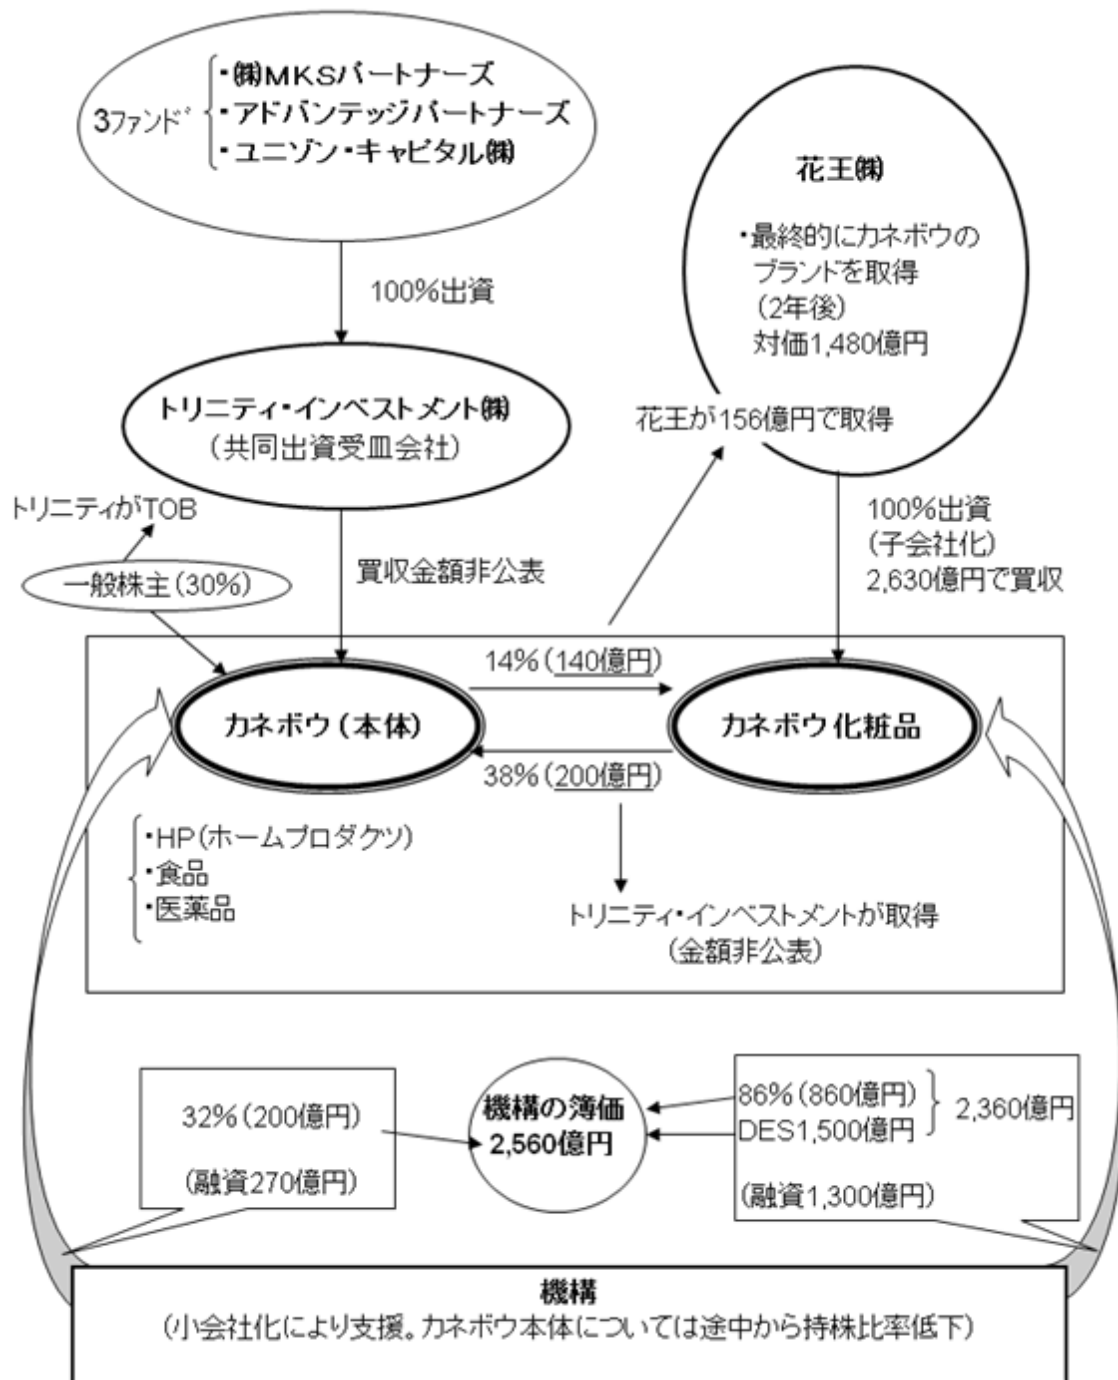 3ファンド
・㈱MKSパートナーズ
・アドバンテッジパートナーズ
・ユニゾン・キャピタル㈱
花王㈱
・最終的にカネボウの
ブランドを取得
(2年後)
対価1,480億円
100%出資
トリニティ・インベストメント㈱
(共同出資受皿会社)
花王が156億円で取得
トリニティがTOB
一般株主(30%)
買収金額非公表
100%出資
(子会社化)
2,630億円で買収
14%(140億円)
カネボウ(本体)
カネボウ化粧品
38%(200億円)
・HP(ホームプロダクツ)
・食品
・医薬品
トリニティ・インベストメントが取得
(金額非公表)
32%(200億円)
(融資270億円)
機構の簿価
2,560億円
86%(860億円)
DES1,500億円
2,360億円
(融資1,300億円)
機構
(小会社化により支援。カネボウ本体については途中から持株比率低下)